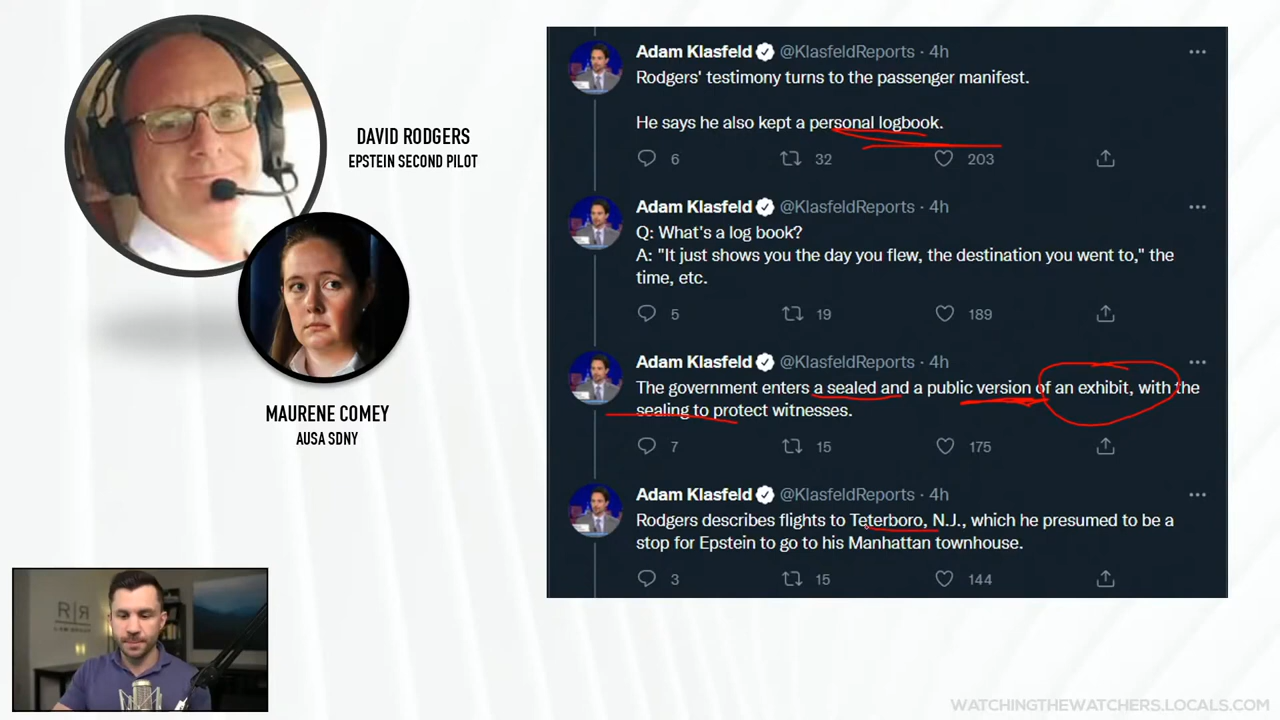 DAVID RODGERS
EPSTEIN SECOND PILOT
MAURENE COMEY
AUSA SDNY
Adam Klasfeld @KlasfeldReports · 4h
Rodgers' testimony turns to the passenger manifest.
He says he also kept a personal logbook.
6 32 203
Adam Klasfeld @KlasfeldReports · 4h
Q: What's a log book?
A: "It just shows you the day you flew, the destination you went to," the
time, etc.
5 19 189
Adam Klasfeld @KlasfeldReports · 4h
The government enters a sealed and a public version of an exhibit, with the
sealing to protect witnesses.
7 15 175
Adam Klasfeld @KlasfeldReports · 4h
Rodgers describes flights to Teterboro, N.J., which he presumed to be a
stop for Epstein to go to his Manhattan townhouse.
3 15 144
R|R
LAW GROUP
WATCHINGTHEWATCHERS.LOCALS.COM